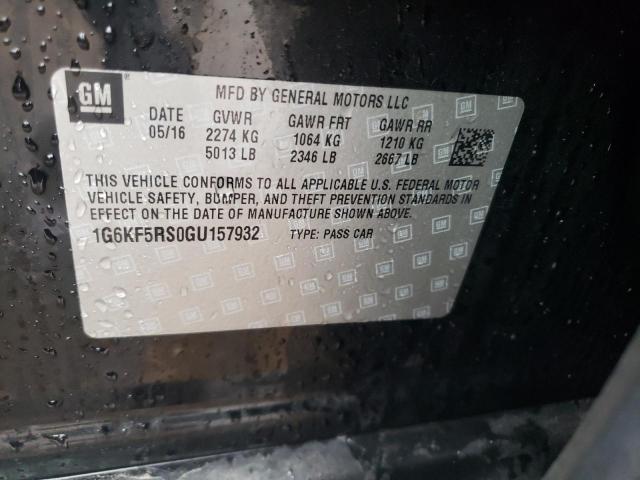 GM ®
MFD BY GENERAL MOTORS LLC
DATE GVWR GAWR FRT GAWR RR
05/16 2274 KG 1064 KG 1210 KG
5013 LB 2346 LB 2667 LB
THIS VEHICLE CONFORMS TO ALL APPLICABLE U.S. FEDERAL MOTOR
VEHICLE SAFETY, BUMPER, AND THEFT PREVENTION STANDARDS IN
EFFECT ON THE DATE OF MANUFACTURE SHOWN ABOVE.
1G6KF5RS0GU157932 TYPE: PASS CAR